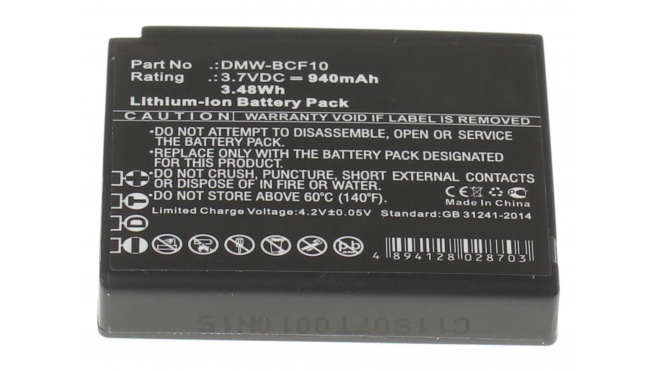 Part No .:DMW-BCF10
Rating .:3.7VDC ⎓ 940mAh
3.48Wh
Lithium-Ion Battery Pack
CAUTION WARRANTY VOID IF LABEL IS REMOVED.
•DO NOT ATTEMPT TO DISASSEMBLE, OPEN OR SERVICE
THE BATTERY PACK.
•REPLACE ONLY WITH THE BATTERY PACK DESIGNATED
FOR THIS PRODUCT.
•DO NOT CRUSH, PUNCTURE, SHORT EXTERNAL CONTACTS
OR DISPOSE OF IN FIRE OR WATER.
•DO NOT STORE ABOVE 60°C (140°F).
CE
Made In China
Limited Charge Voltage:4.2V±0.05V Standard:GB 31241-2014
4 894128 028703